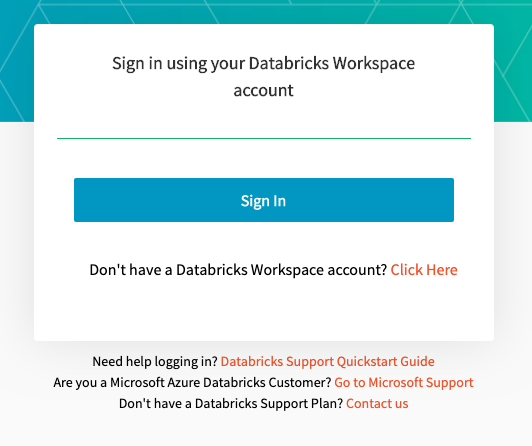 Sign in using your Databricks Workspace
account
Sign In
Don't have a Databricks Workspace account? Click Here
Need help logging in? Databricks Support Quickstart Guide
Are you a Microsoft Azure Databricks Customer? Go to Microsoft Support
Don't have a Databricks Support Plan? Contact us